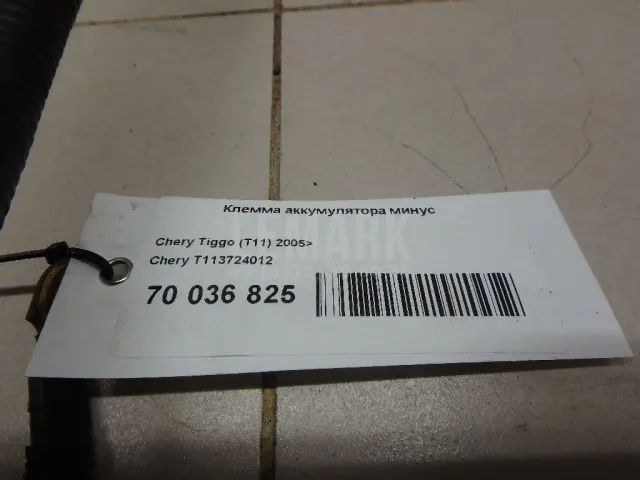 Клемма аккумулятора минус
Chery Tiggo (T11) 2005>
Chery T113724012
70 036 825